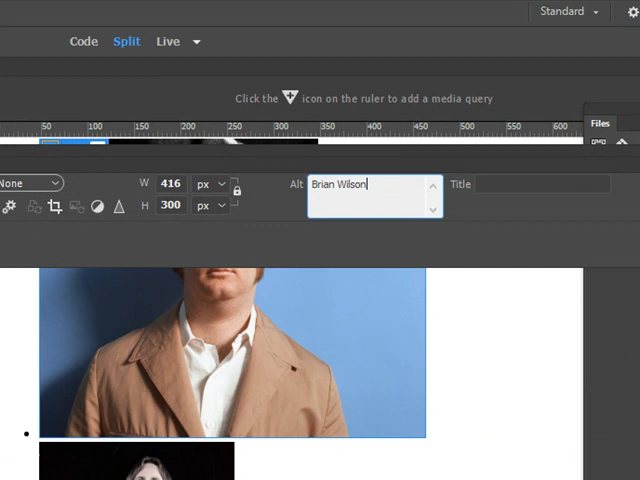 Standard
Code Split Live
Click the icon on the ruler to add a media query
50 100 150 200 250 300 350 400 450 500 550 600
Files
None W 416 px Alt Brian Wilson Title
H 300 px